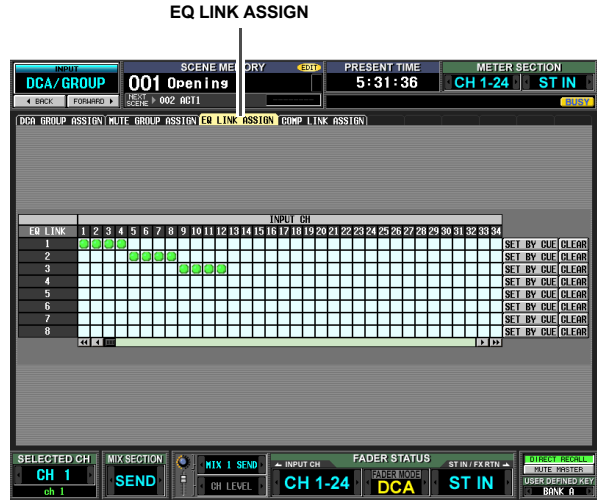 EQ LINK ASSIGN
INPUT SCENE MEMORY EDIT PRESENT TIME METER SECTION
DCA/GROUP 001 Opening 5:31:36 CH 1-24 ST IN
BACK FORWARD NEXT SCENE 002 ACT1 BUSY
DCA GROUP ASSIGN MUTE GROUP ASSIGN EQ LINK ASSIGN COMP LINK ASSIGN
INPUT CH
EQ LINK 1 2 3 4 5 6 7 8 9 10 11 12 13 14 15 16 17 18 19 20 21 22 23 24 25 26 27 28 29 30 31 32 33 34
1 SET BY CUE CLEAR
2 SET BY CUE CLEAR
3 SET BY CUE CLEAR
4 SET BY CUE CLEAR
5 SET BY CUE CLEAR
6 SET BY CUE CLEAR
7 SET BY CUE CLEAR
8 SET BY CUE CLEAR
SELECTED CH MIX SECTION MIX 1 SEND INPUT CH FADER STATUS ST IN / FX RTN DIRECT RECALL
MUTE MASTER
CH 1 SEND CH LEVEL CH 1-24 FADER MODE DCA ST IN USER DEFINED KEY
ch 1 BANK A